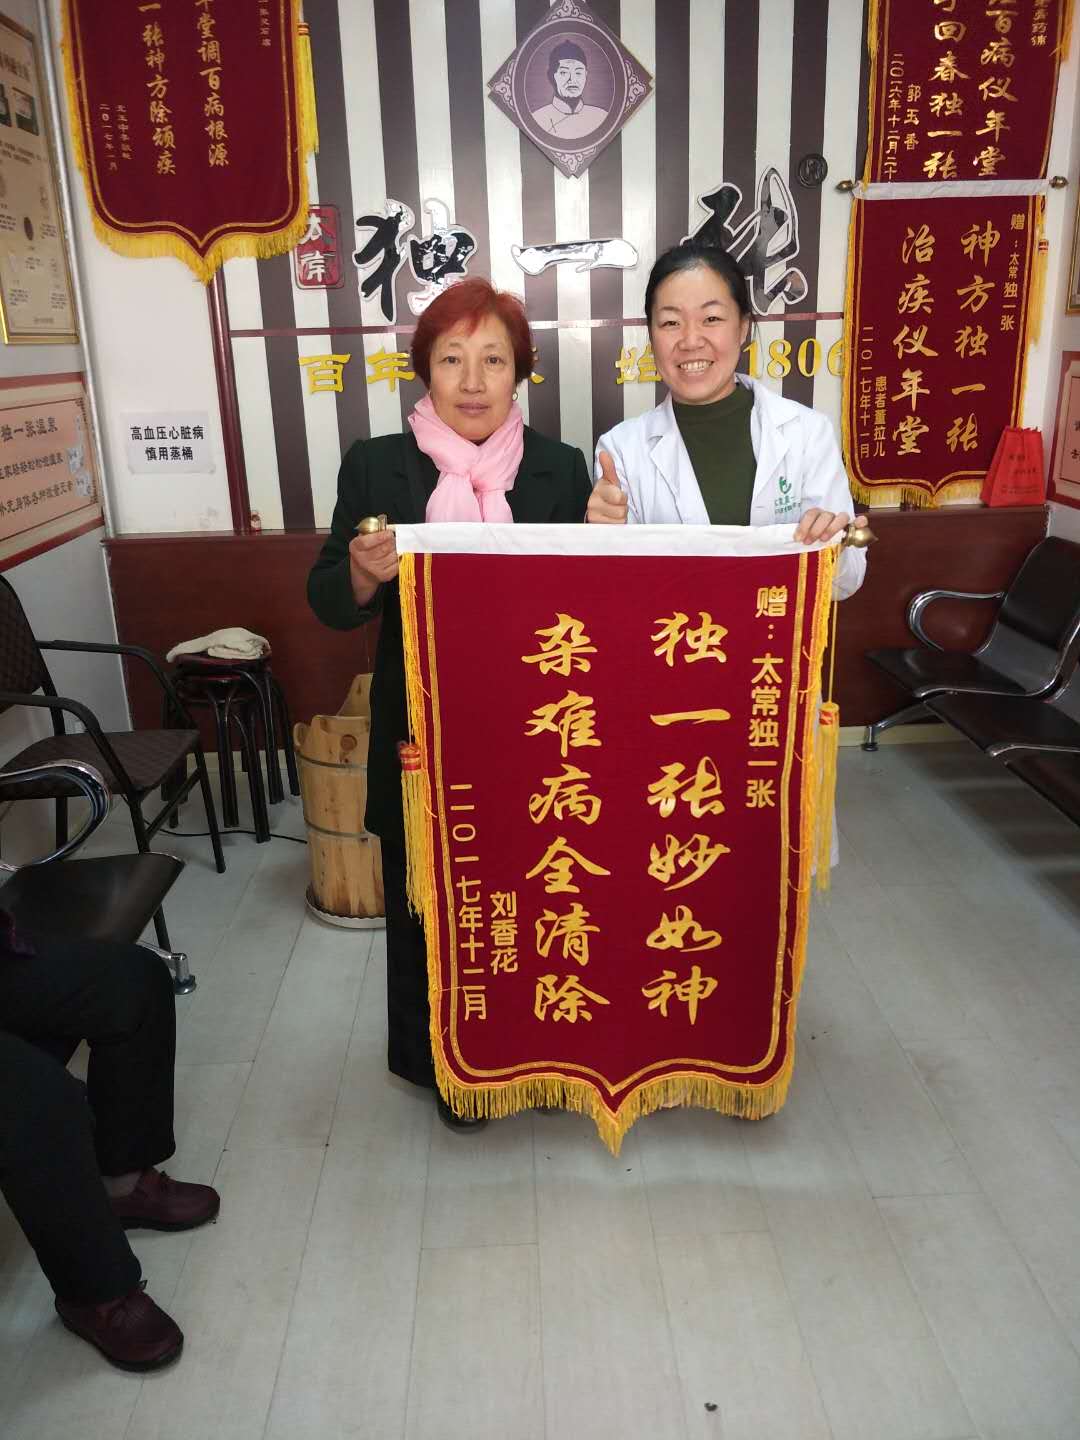 堂调百病根源
一张神方除顽疾
二〇一七年一月
百病仪年堂
回春独一张
郭玉香
二〇一六年十二月二十
独一张
太常
百年
始
1806
赠：太常独一张
神方独一张
治疾仪年堂
患者董拉儿
二〇一七年十一月
独一张温泉
高血压心脏病
慎用蒸桶
赠：太常独一张
独一张妙如神
杂难病全清除
刘香花
二〇一七年十二月